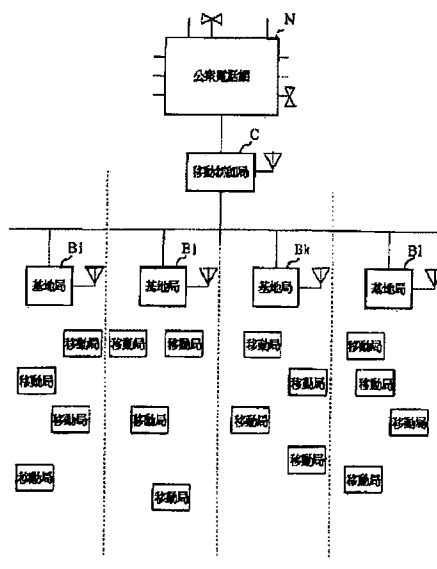 N
公衆電話網
C
移動制御局
Bi Bj Bk Bl
基地局 基地局 基地局 基地局
移動局 移動局 移動局 移動局 移動局
移動局 移動局 移動局
移動局 移動局 移動局 移動局
移動局
移動局 移動局
移動局